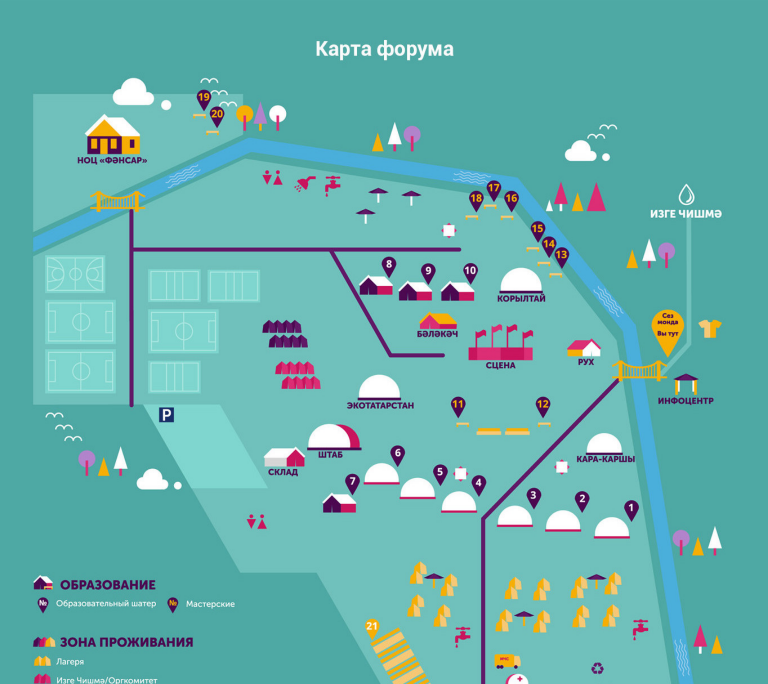 Карта форума
19
20
НОЦ «ФӘНСАР»
17
18
16
ИЗГЕ ЧИШМӘ
15
14
13
8
9
10
КОРЫЛТАЙ
Сез
монда
Вы тут
БӘЛӘКӘЧ
СЦЕНА
РУХ
ИНФОЦЕНТР
ЭКОТАТАРСТАН
11
12
P
ШТАБ
СКЛАД
КАРА-КАРШЫ
6
5
4
7
3
2
1
ОБРАЗОВАНИЕ
№ Образовательный шатер
№ Мастерские
ЗОНА ПРОЖИВАНИЯ
Лагеря
Изге Чишма/Оргкомитет
21